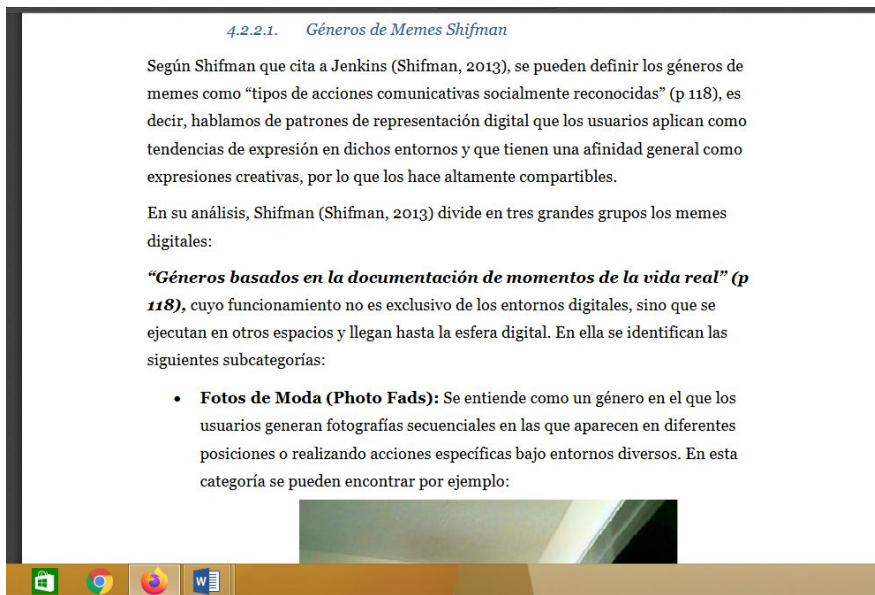 4.2.2.1. Géneros de Memes Shifman
Según Shifman que cita a Jenkins (Shifman, 2013), se pueden definir los géneros de
memes como “tipos de acciones comunicativas socialmente reconocidas” (p 118), es
decir, hablamos de patrones de representación digital que los usuarios aplican como
tendencias de expresión en dichos entornos y que tienen una afinidad general como
expresiones creativas, por lo que los hace altamente compartibles.
En su análisis, Shifman (Shifman, 2013) divide en tres grandes grupos los memes
digitales:
“Géneros basados en la documentación de momentos de la vida real” (p
118), cuyo funcionamiento no es exclusivo de los entornos digitales, sino que se
ejecutan en otros espacios y llegan hasta la esfera digital. En ella se identifican las
siguientes subcategorías:
• Fotos de Moda (Photo Fads): Se entiende como un género en el que los
usuarios generan fotografías secuenciales en las que aparecen en diferentes
posiciones o realizando acciones específicas bajo entornos diversos. En esta
categoría se pueden encontrar por ejemplo:
W